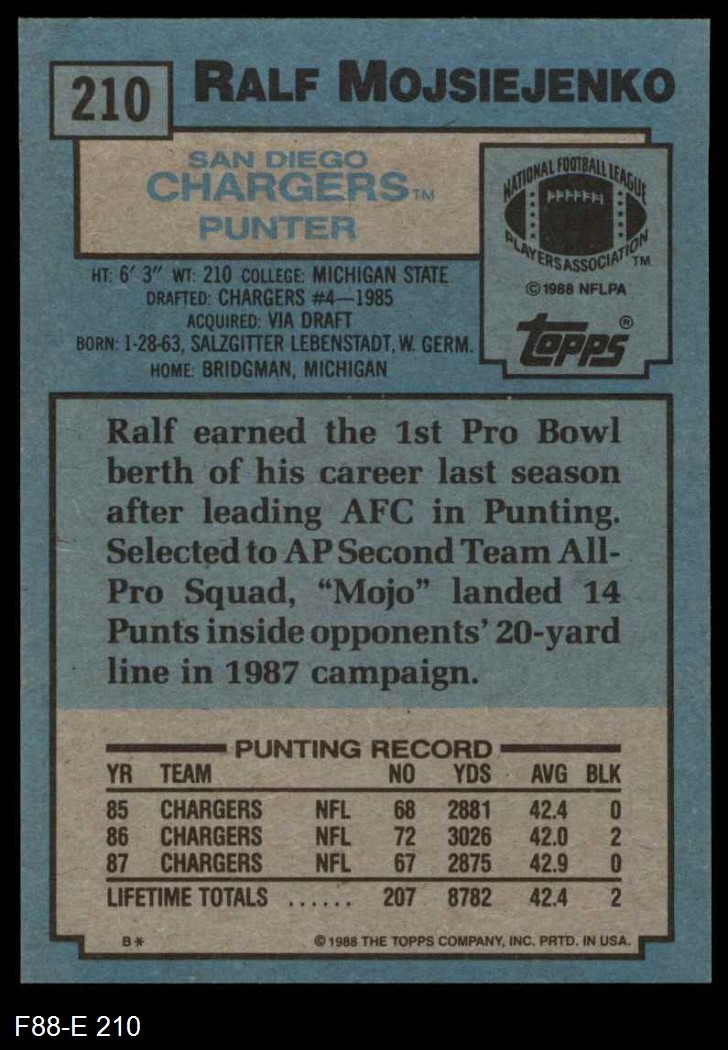 210
RALF MOJSIEJENKO
SAN DIEGO
CHARGERS™
PUNTER
NATIONAL FOOTBALL LEAGUE
PLAYERS ASSOCIATION™
© 1988 NFLPA
topps®
HT: 6′ 3″ WT: 210 COLLEGE: MICHIGAN STATE
DRAFTED: CHARGERS #4—1985
ACQUIRED: VIA DRAFT
BORN: 1-28-63, SALZGITTER LEBENSTADT, W. GERM.
HOME: BRIDGMAN, MICHIGAN
Ralf earned the 1st Pro Bowl
berth of his career last season
after leading AFC in Punting.
Selected to AP Second Team All-
Pro Squad, “Mojo” landed 14
Punts inside opponents’ 20-yard
line in 1987 campaign.
PUNTING RECORD
YR TEAM NO YDS AVG BLK
85 CHARGERS NFL 68 2881 42.4 0
86 CHARGERS NFL 72 3026 42.0 2
87 CHARGERS NFL 67 2875 42.9 0
LIFETIME TOTALS ...... 207 8782 42.4 2
B* © 1988 THE TOPPS COMPANY, INC. PRTD. IN USA.
F88-E 210